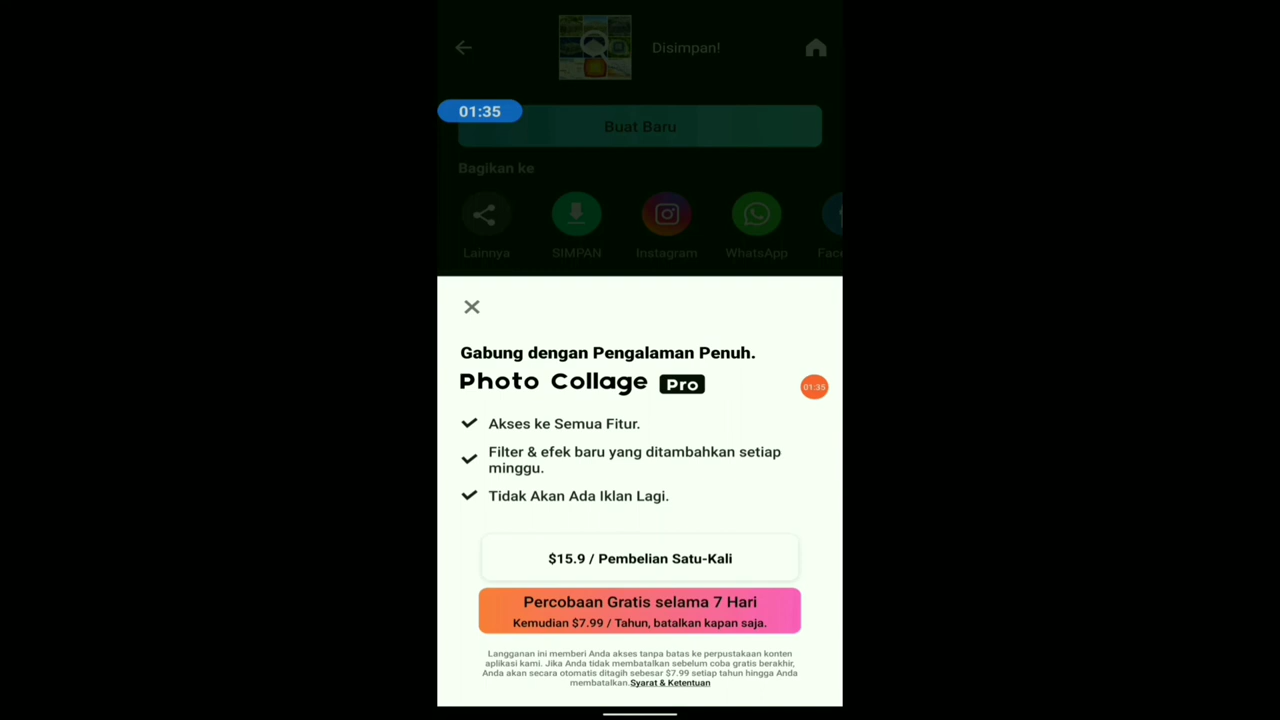 Disimpan!
01:35
Buat Baru
Bagikan ke
Lainnya
SIMPAN
Instagram
WhatsApp
Face
Gabung dengan Pengalaman Penuh.
Photo Collage Pro
01:35
Akses ke Semua Fitur.
Filter & efek baru yang ditambahkan setiap
minggu.
Tidak Akan Ada Iklan Lagi.
$15.9 / Pembelian Satu-Kali
Percobaan Gratis selama 7 Hari
Kemudian $7.99 / Tahun, batalkan kapan saja.
Langganan ini memberi Anda akses tanpa batas ke perpustakaan konten
aplikasi kami. Jika Anda tidak membatalkan sebelum coba gratis berakhir,
Anda akan secara otomatis ditagih sebesar $7.99 setiap tahun hingga Anda
membatalkan.Syarat & Ketentuan